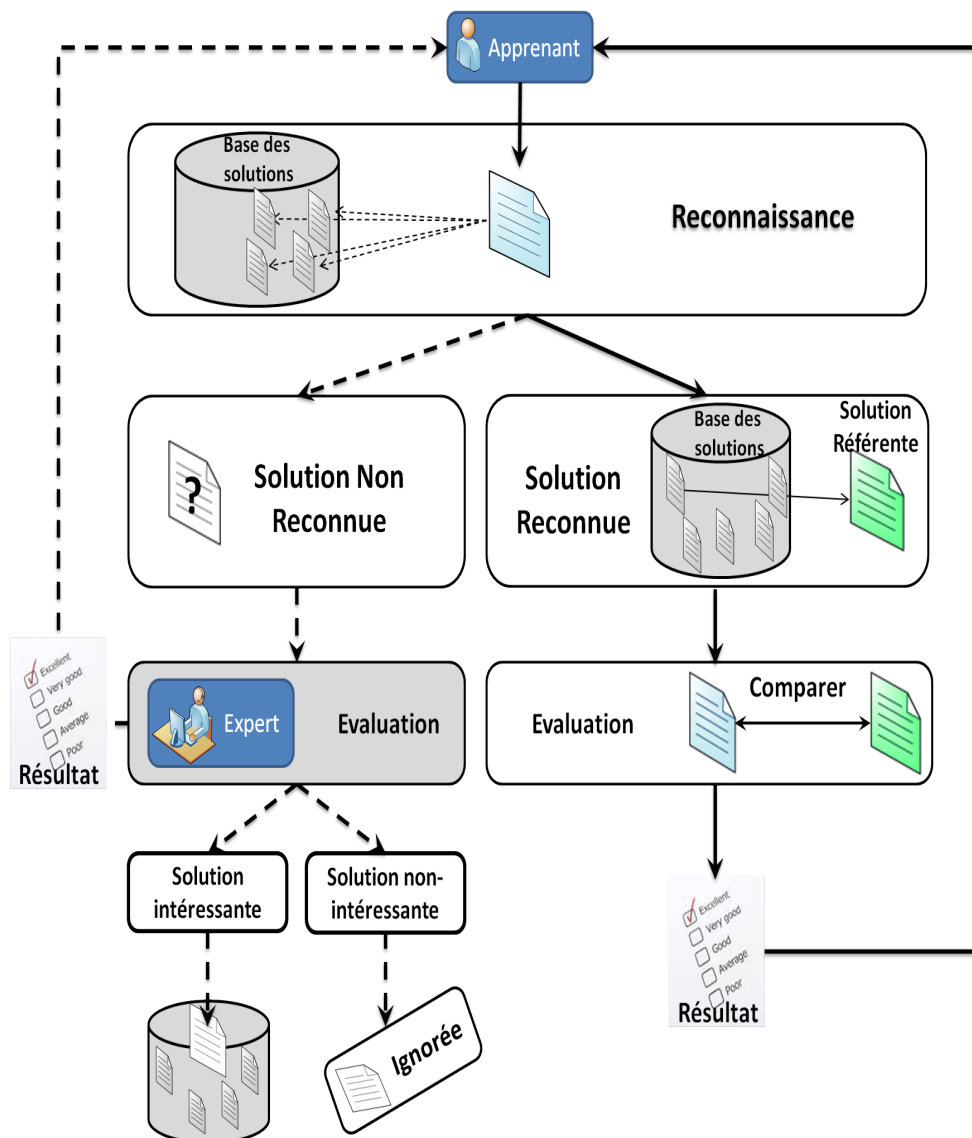 Apprenant
Base des
solutions
Reconnaissance
Solution Non
Reconnue
?
Solution
Reconnue
Base des
solutions
Solution
Référente
Excellent
Very good
Good
Average
Poor
Résultat
Expert
Evaluation
Evaluation
Comparer
Solution
intéressante
Solution non-
intéressante
Excellent
Very good
Good
Average
Poor
Résultat
Ignorée